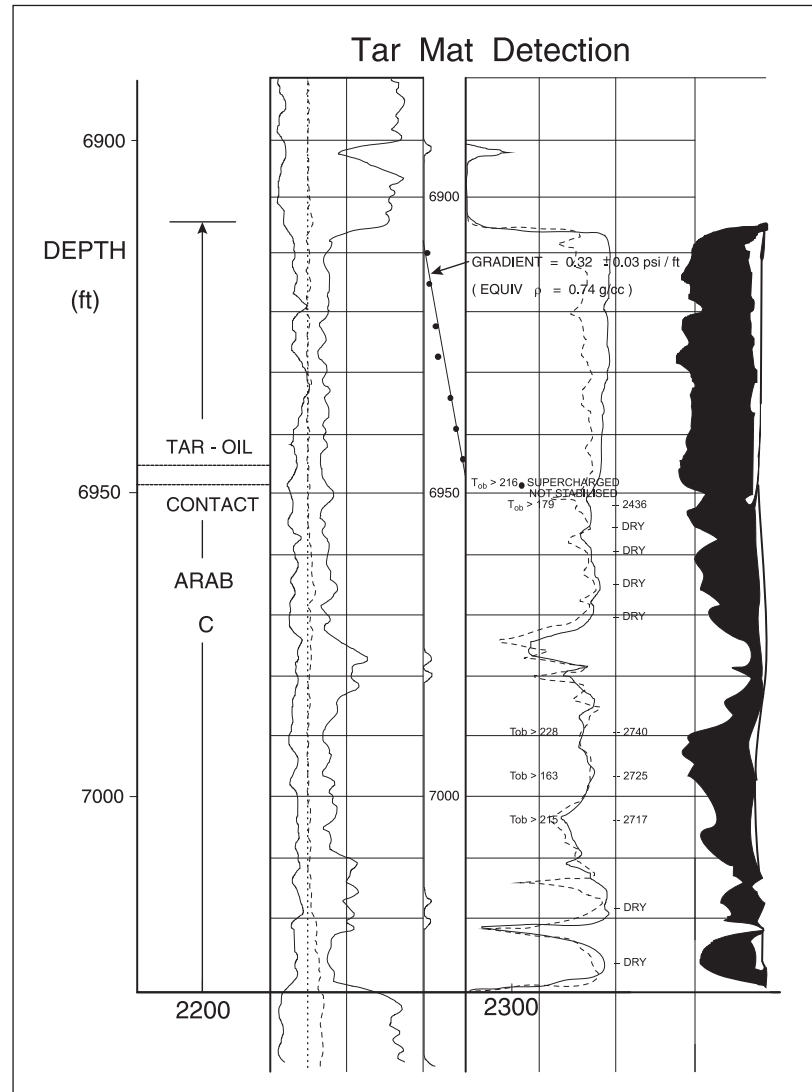 Tar Mat Detection
6900
6900
DEPTH
(ft)
GRADIENT = 0.32 ± 0.03 psi / ft
( EQUIV ρ = 0.74 g/cc )
TAR - OIL
Tob > 216 SUPERCHARGED
NOT STABILISED
6950
6950
CONTACT
Tob > 179
2436
DRY
DRY
ARAB
DRY
C
DRY
Tob > 228
2740
Tob > 163
2725
7000
7000
Tob > 215
2717
DRY
DRY
2200
2300